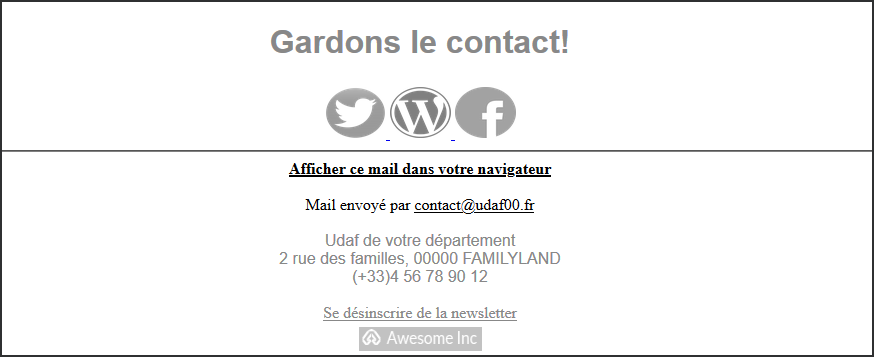 Gardons le contact!
Afficher ce mail dans votre navigateur
Mail envoyé par contact@udaf00.fr
Udaf de votre département
2 rue des familles, 00000 FAMILYLAND
(+33)4 56 78 90 12
Se désinscrire de la newsletter
Awesome Inc